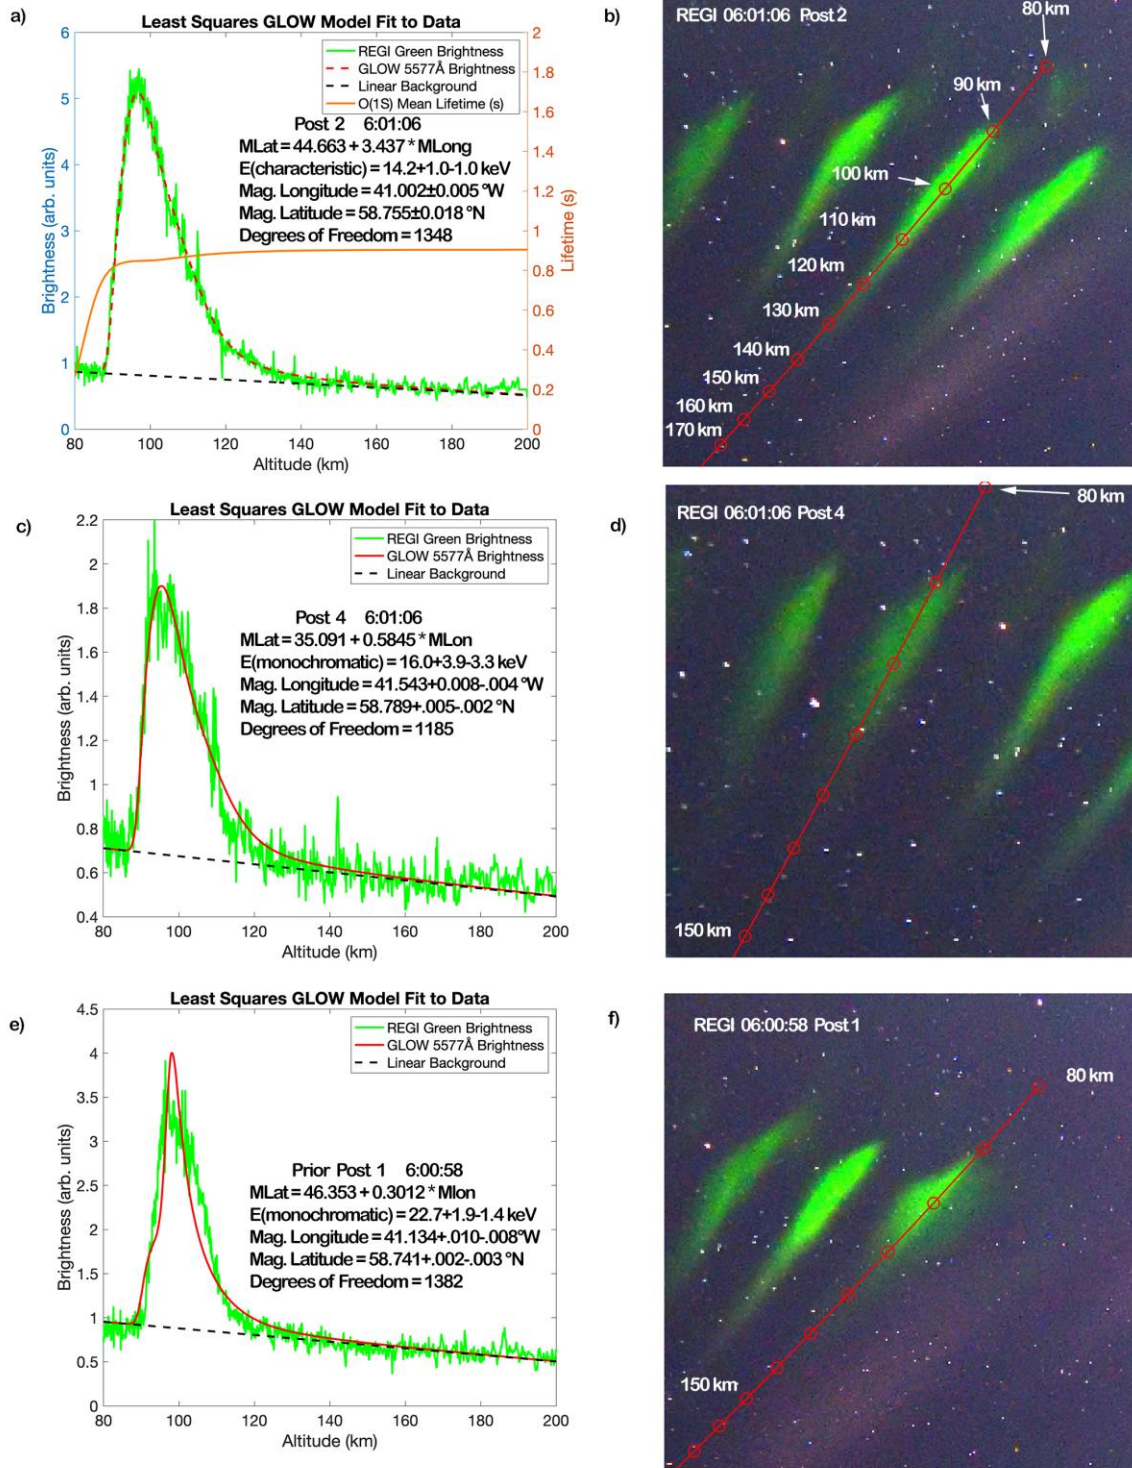 a)
Least Squares GLOW Model Fit to Data
REGI Green Brightness
GLOW 5577Å Brightness
Linear Background
O(1S) Mean Lifetime (s)
Post 2 6:01:06
MLat = 44.663 + 3.437 * MLong
E(characteristic) = 14.2+1.0-1.0 keV
Mag. Longitude = 41.002±0.005 °W
Mag. Latitude = 58.755±0.018 °N
Degrees of Freedom = 1348
Brightness (arb. units)
6
5
4
3
2
1
0
2
1.8
1.6
1.4
1.2
1
0.8
0.6
0.4
0.2
0
Lifetime (s)
80 100 120 140 160 180 200
Altitude (km)
b)
REGI 06:01:06 Post 2
80 km
90 km
100 km
110 km
120 km
130 km
140 km
150 km
160 km
170 km
c)
Least Squares GLOW Model Fit to Data
REGI Green Brightness
GLOW 5577Å Brightness
Linear Background
Post 4 6:01:06
MLat = 35.091 + 0.5845 * MLon
E(monochromatic) = 16.0+3.9-3.3 keV
Mag. Longitude = 41.543+0.008-.004 °W
Mag. Latitude = 58.789+.005-.002 °N
Degrees of Freedom = 1185
Brightness (arb. units)
2.2
2
1.8
1.6
1.4
1.2
1
0.8
0.6
0.4
80 100 120 140 160 180 200
Altitude (km)
d)
REGI 06:01:06 Post 4
80 km
150 km
e)
Least Squares GLOW Model Fit to Data
REGI Green Brightness
GLOW 5577Å Brightness
Linear Background
Prior Post 1 6:00:58
MLat = 46.353 + 0.3012 * Mlon
E(monochromatic) = 22.7+1.9-1.4 keV
Mag. Longitude = 41.134+.010-.008°W
Mag. Latitude = 58.741+.002-.003 °N
Degrees of Freedom = 1382
Brightness (arb. units)
4.5
4
3.5
3
2.5
2
1.5
1
0.5
0
80 100 120 140 160 180 200
Altitude (km)
f)
REGI 06:00:58 Post 1
80 km
150 km